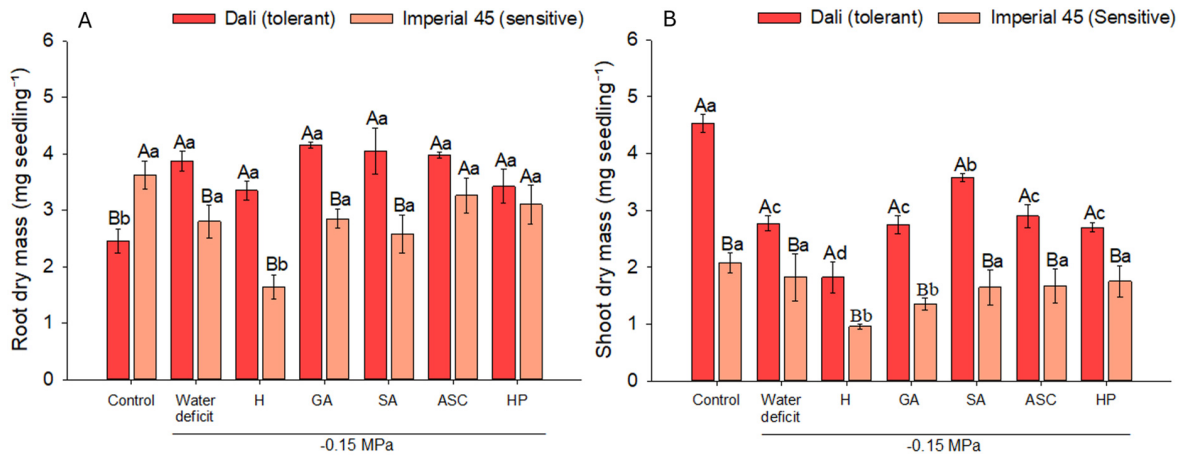 A
Dali (tolerant) Imperial 45 (sensitive)
Root dry mass (mg seedling⁻¹)
6
5
4
3
2
1
0
Bb Aa Aa Ba Aa Bb Aa Ba Aa Ba Aa Aa Aa Aa
Control Water deficit H GA SA ASC HP
-0.15 MPa
B
Dali (tolerant) Imperial 45 (Sensitive)
Shoot dry mass (mg seedling⁻¹)
6
5
4
3
2
1
0
Aa Ba Ac Ba Ad Bb Ac Bb Ab Ba Ac Ba Ac Ba
Control Water deficit H GA SA ASC HP
-0.15 MPa